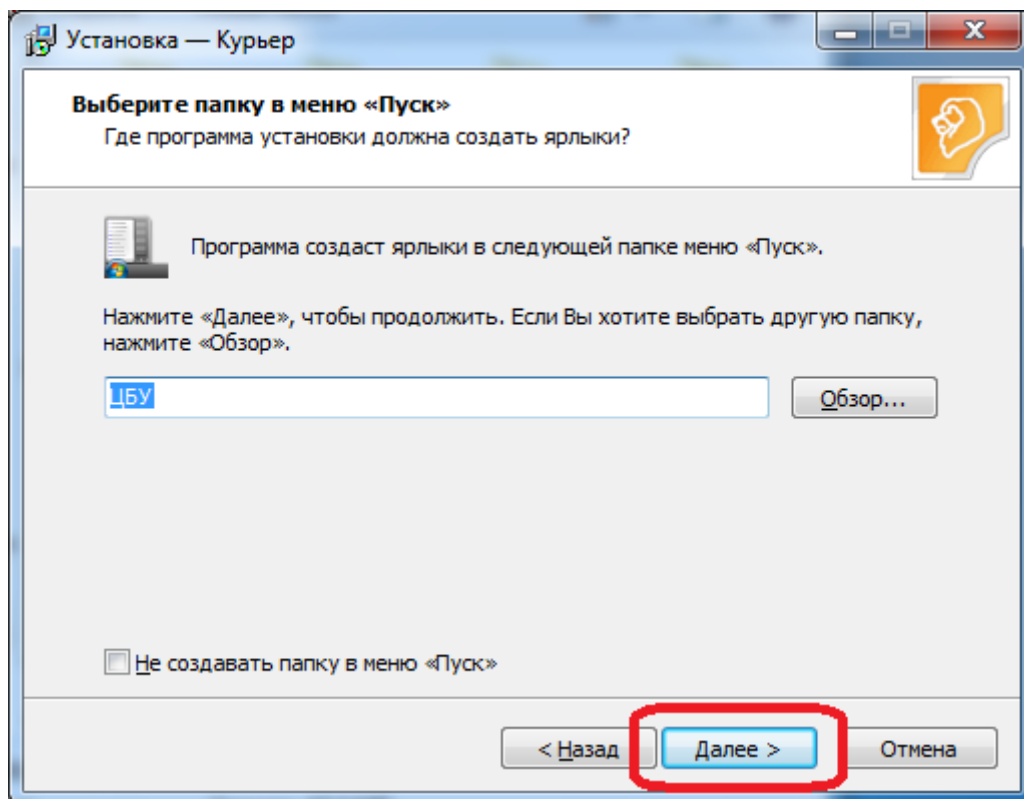 Установка — Курьер
Выберите папку в меню «Пуск»
Где программа установки должна создать ярлыки?
Программа создаст ярлыки в следующей папке меню «Пуск».
Нажмите «Далее», чтобы продолжить. Если Вы хотите выбрать другую папку,
нажмите «Обзор».
ЦБУ
Обзор...
Не создавать папку в меню «Пуск»
< Назад
Далее >
Отмена